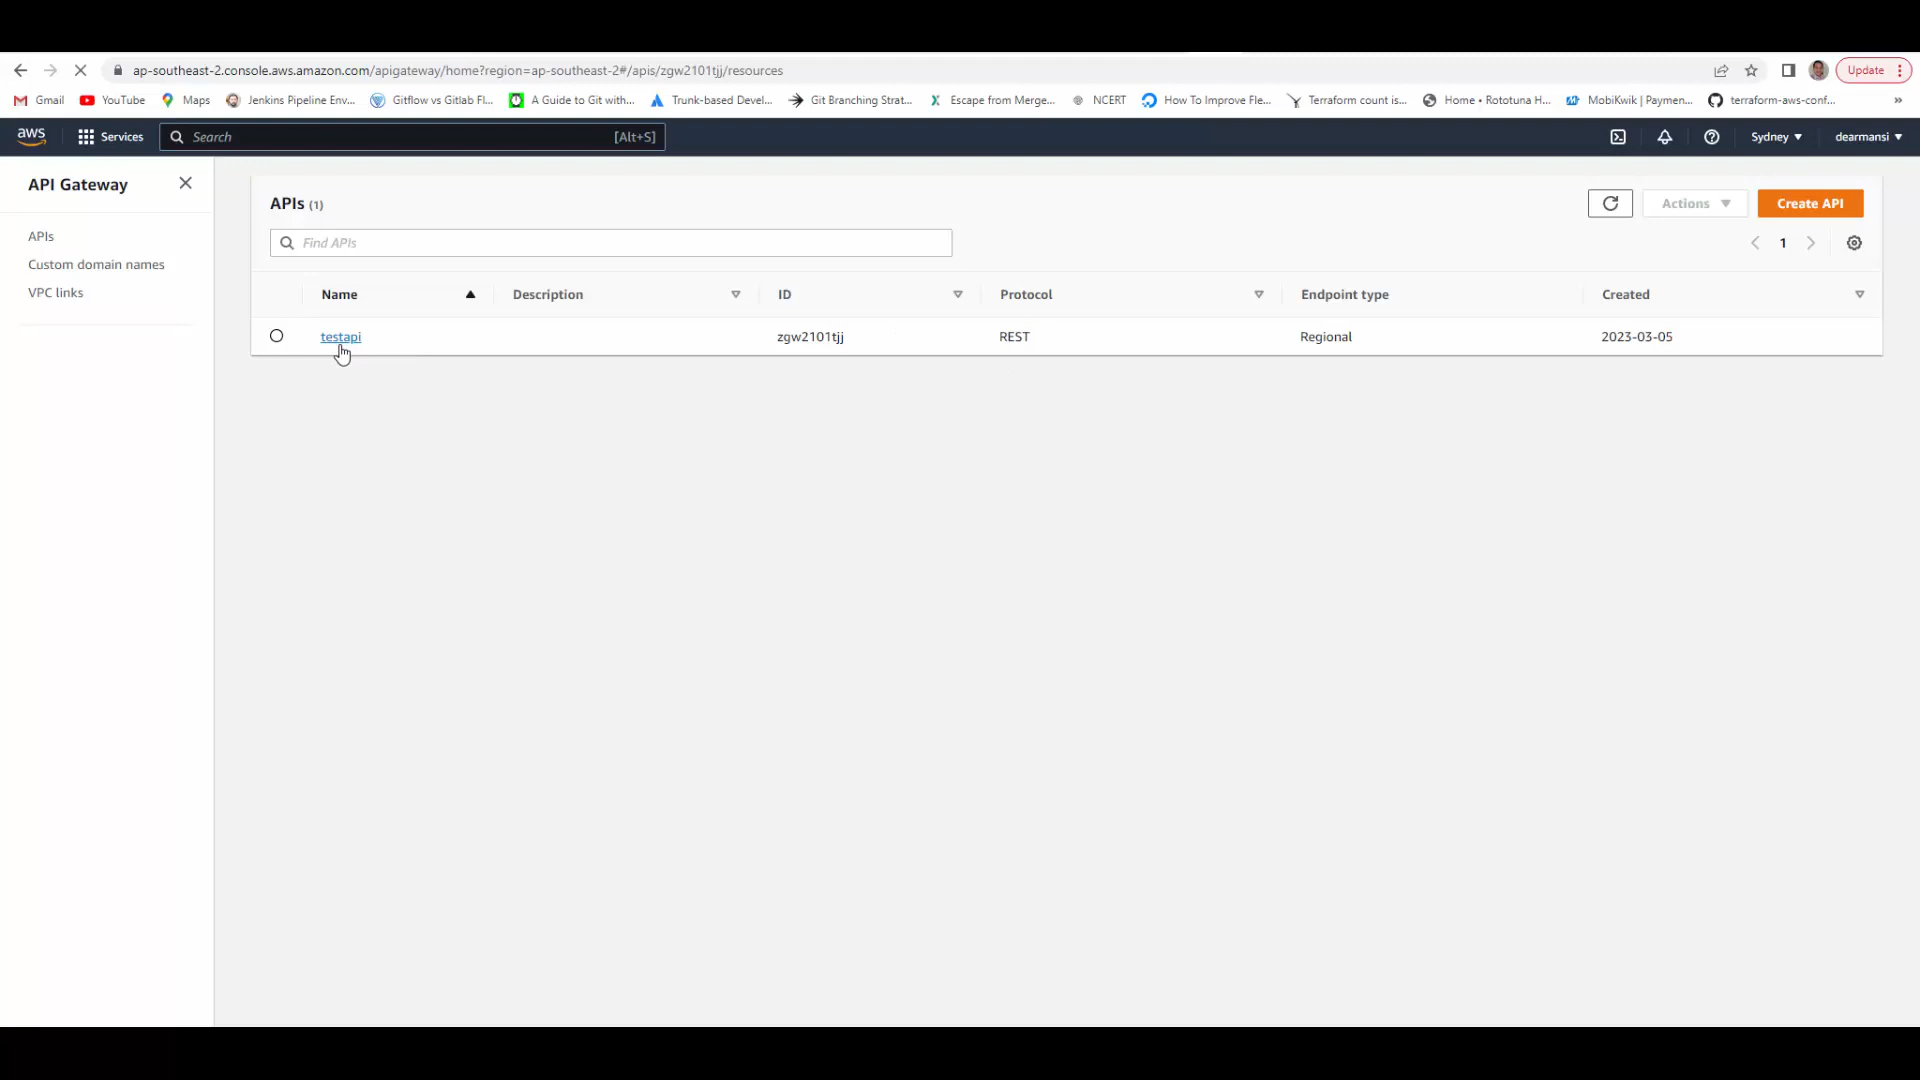 ap-southeast-2.console.aws.amazon.com/apigateway/home?region=ap-southeast-2#/apis/zgw2101tjj/resources
Update
Gmail YouTube Maps Jenkins Pipeline Env... Gitflow vs Gitlab Fl... A Guide to Git with... Trunk-based Devel... Git Branching Strat... Escape from Merge... NCERT How To Improve Fle... Terraform count is... Home • Rototuna H... MobiKwik | Paymen... terraform-aws-conf... »
aws Services Search [Alt+S] Sydney dearmansi
API Gateway
APIs
Custom domain names
VPC links
APIs (1)
Actions
Create API
Find APIs
1
Name Description ID Protocol Endpoint type Created
testapi zgw2101tjj REST Regional 2023-03-05